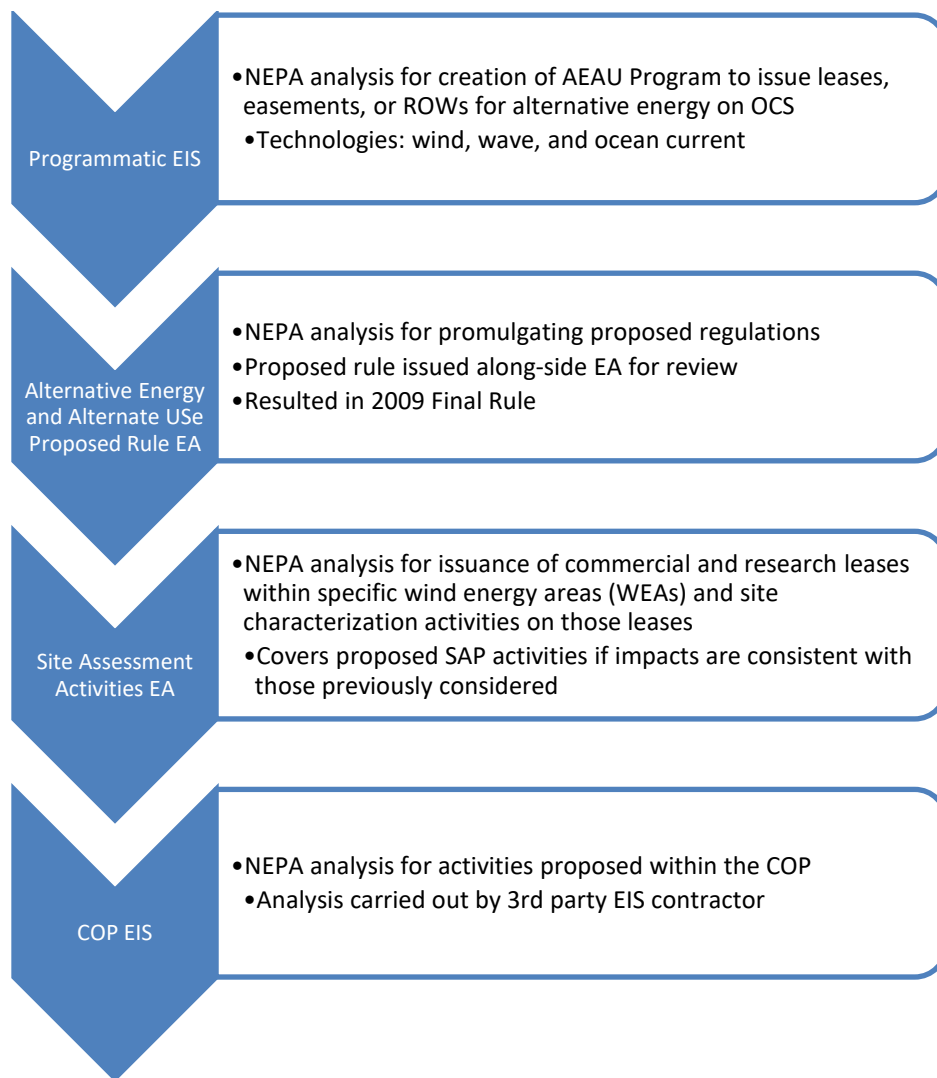 Programmatic EIS
•NEPA analysis for creation of AEAU Program to issue leases,
easements, or ROWs for alternative energy on OCS
•Technologies: wind, wave, and ocean current
Alternative Energy
and Alternate USe
Proposed Rule EA
•NEPA analysis for promulgating proposed regulations
•Proposed rule issued along-side EA for review
•Resulted in 2009 Final Rule
Site Assessment
Activities EA
•NEPA analysis for issuance of commercial and research leases
within specific wind energy areas (WEAs) and site
characterization activities on those leases
•Covers proposed SAP activities if impacts are consistent with
those previously considered
COP EIS
•NEPA analysis for activities proposed within the COP
•Analysis carried out by 3rd party EIS contractor